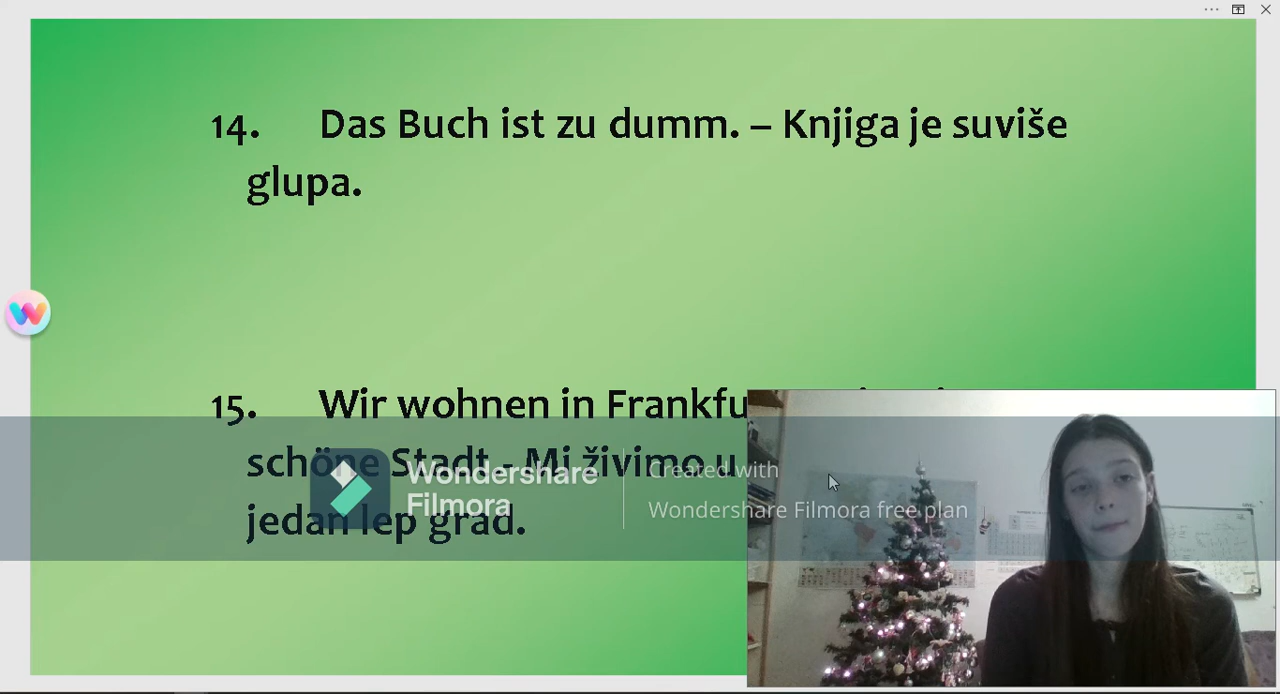 14. Das Buch ist zu dumm. – Knjiga je suviše
glupa.
15. Wir wohnen in
schöne Stadt - Mi živimo u
jedan lep grad.
Wondershare
Filmora
Created with
Wondershare Filmora free plan